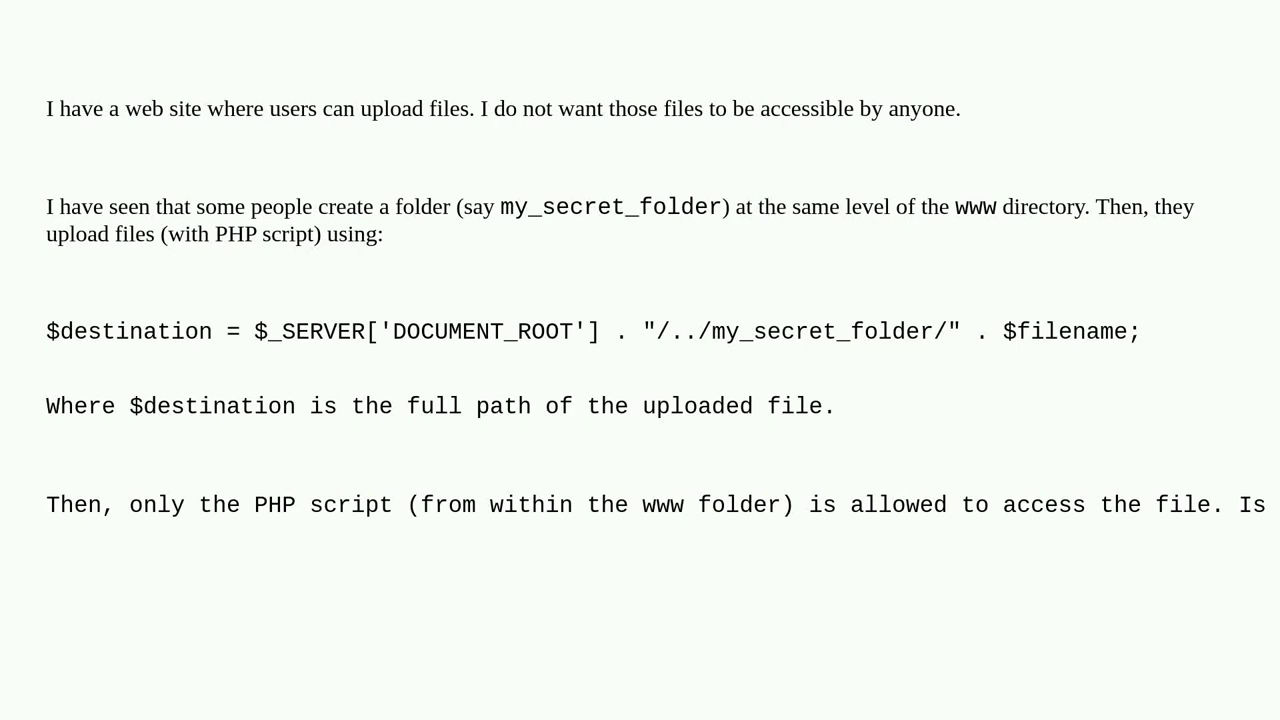 I have a web site where users can upload files. I do not want those files to be accessible by anyone.
I have seen that some people create a folder (say my_secret_folder) at the same level of the www directory. Then, they
upload files (with PHP script) using:
$destination = $_SERVER['DOCUMENT_ROOT'] . "/../my_secret_folder/" . $filename;
Where $destination is the full path of the uploaded file.
Then, only the PHP script (from within the www folder) is allowed to access the file. Is